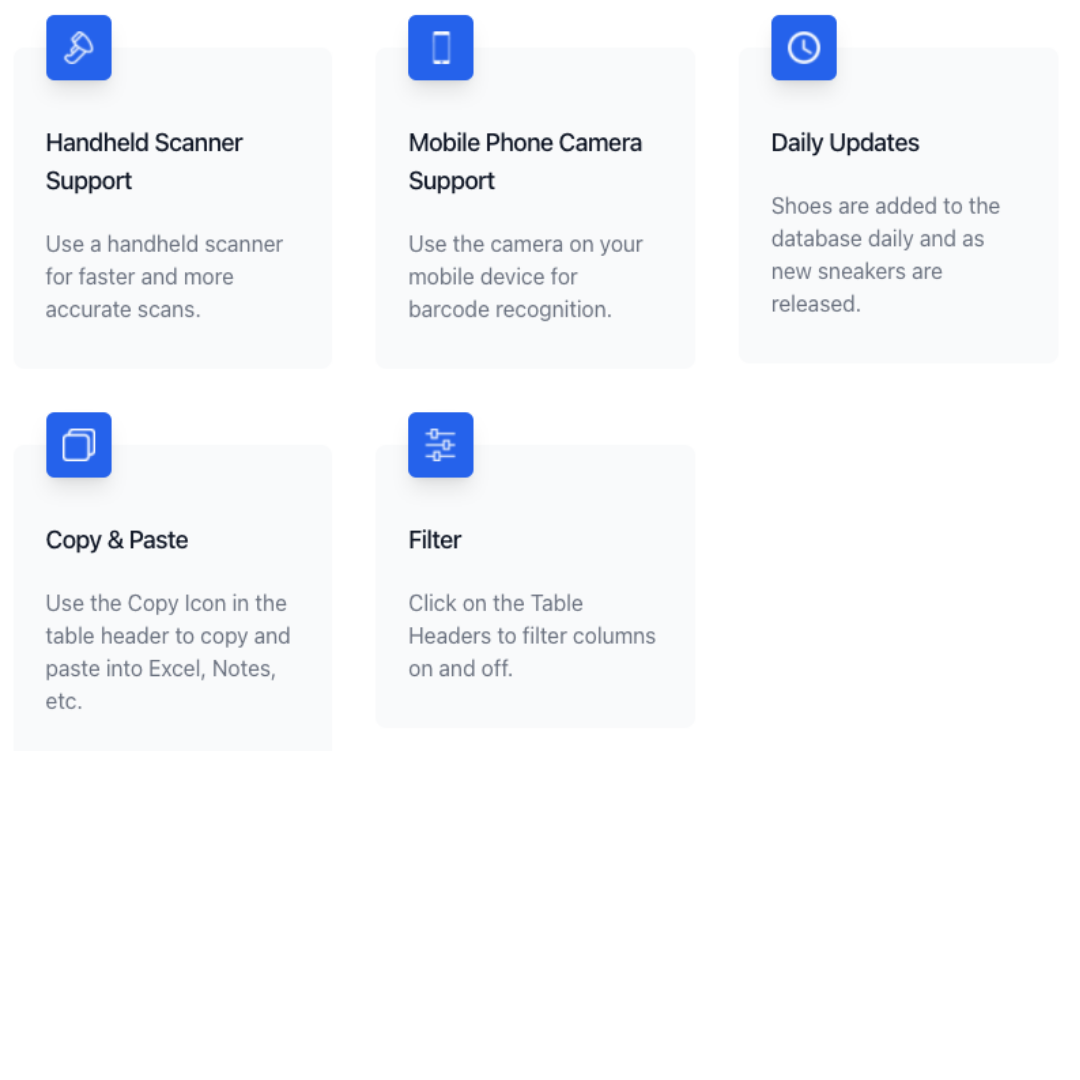 Handheld Scanner
Support
Use a handheld scanner
for faster and more
accurate scans.
Mobile Phone Camera
Support
Use the camera on your
mobile device for
barcode recognition.
Daily Updates
Shoes are added to the
database daily and as
new sneakers are
released.
Copy & Paste
Use the Copy Icon in the
table header to copy and
paste into Excel, Notes,
etc.
Filter
Click on the Table
Headers to filter columns
on and off.